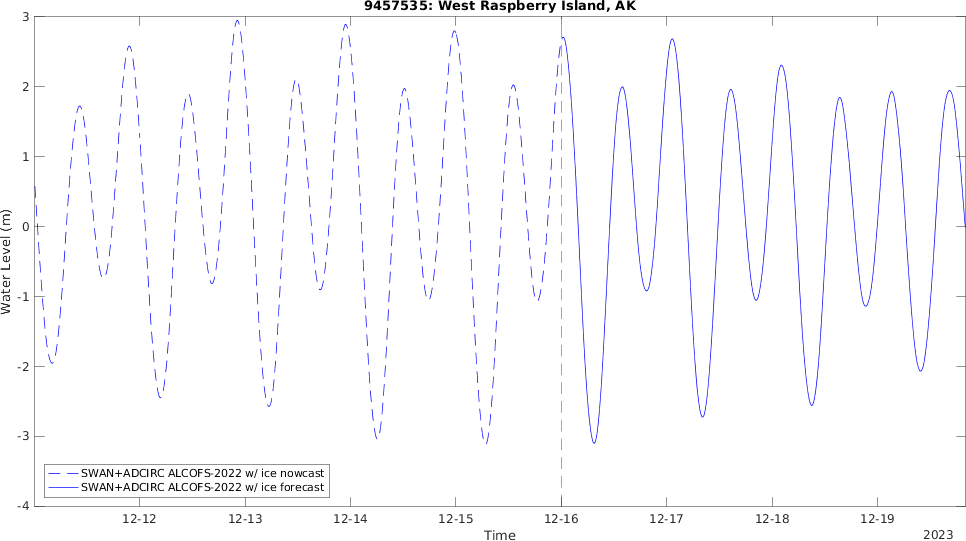 9457535: West Raspberry Island, AK
3
2
1
0
-1
-2
-3
-4
Water Level (m)
SWAN+ADCIRC ALCOFS-2022 w/ ice nowcast
SWAN+ADCIRC ALCOFS-2022 w/ ice forecast
12-12 12-13 12-14 12-15 12-16 12-17 12-18 12-19
Time
2023